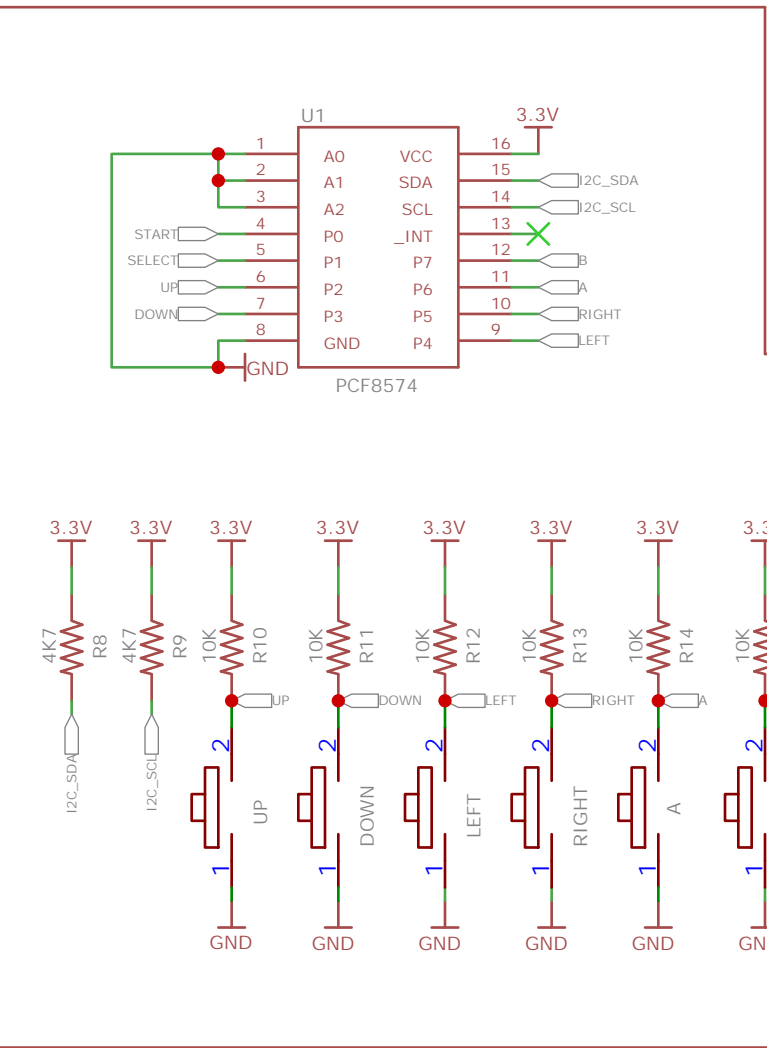 U1
3.3V
1 A0 VCC 16
2 A1 SDA 15 I2C_SDA
3 A2 SCL 14 I2C_SCL
START 4 P0 _INT 13
SELECT 5 P1 P7 12 B
UP 6 P2 P6 11 A
DOWN 7 P3 P5 10 RIGHT
8 GND P4 9 LEFT
GND
PCF8574
3.3V 3.3V 3.3V 3.3V 3.3V 3.3V 3.3V 3.3
4K7 R8 4K7 R9 10K R10 10K R11 10K R12 10K R13 10K R14 10K
UP DOWN LEFT RIGHT A
2 2 2 2 2 2
I2C_SDA I2C_SCL UP DOWN LEFT RIGHT A
1 1 1 1 1 1
GND GND GND GND GND GN